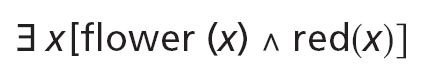 ∃ x[flower (x) ∧ red(x)]